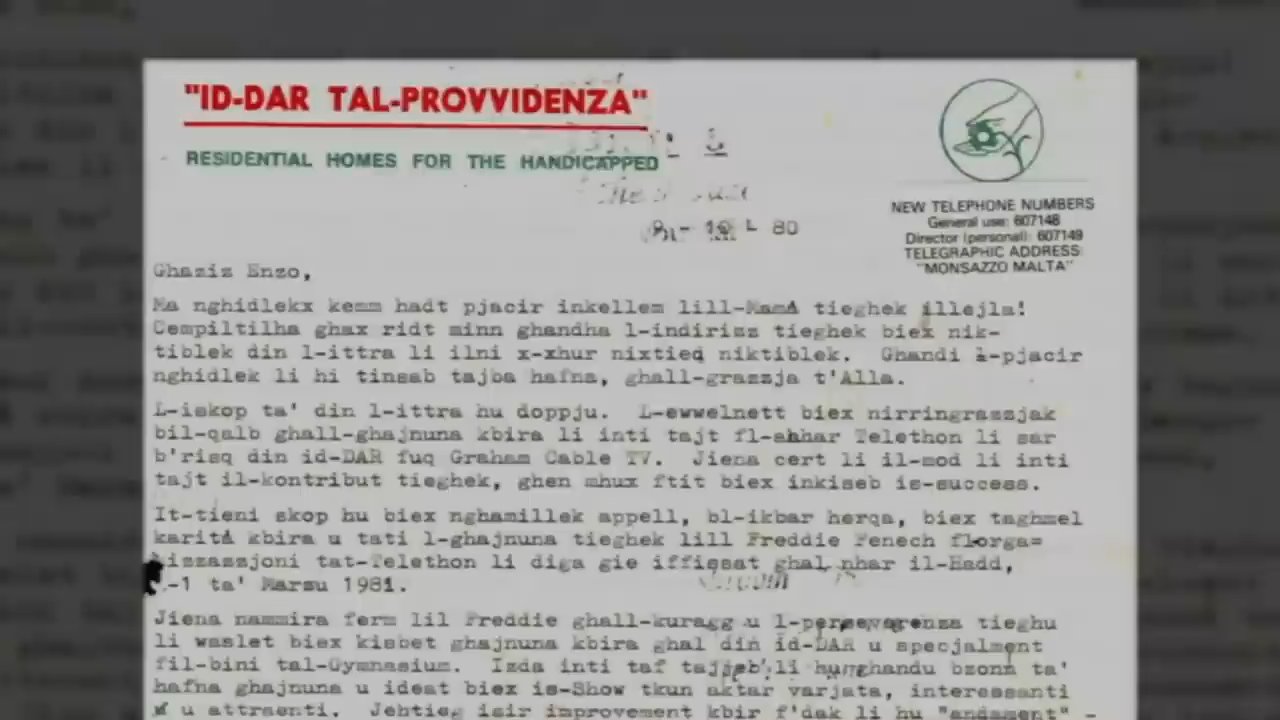 "ID-DAR TAL-PROVVIDENZA"
RESIDENTIAL HOMES FOR THE HANDICAPPED
80
NEW TELEPHONE NUMBERS
General use: 607148
Director (personal): 607149
TELEGRAPHIC ADDRESS:
"MONSAZZO MALTA"
Ghaziz Enzo,
Ma nghidlekx kemm hadt pjacir inkellem lill-Mamá tieghek illejla!
Cempiltilha ghax ridt minn ghandha l-indirizz tieghek biex nik-
tiblek din l-ittra li ilni x-xhur nixtieq niktiblek. Ghandi l-pjacir
nghidlek li hi tinsab tajba hafna, ghall-grazzja t'Alla.
L-iskop ta' din l-ittra hu doppju. L-ewwelnett biex nirringrazzjak
bil-qalb ghall-ghajnuna kbira li inti tajt fl-ahhar Telethon li sar
b'risq din id-DAR fuq Graham Cable TV. Jiena cert li il-mod li inti
tajt il-kontribut tieghek, ghen mhux ftit biex inkiseb is-success.
It-tieni skop hu biex nghamillek appell, bl-ikbar herqa, biex taghmel
karitá kbira u tati l-ghajnuna tieghek lill Freddie Fenech florga=
izzazzjoni tat-Telethon li diga gie iffissat ghal nhar il-Hadd,
-1 ta' Marzu 1981.
Jiena nammira ferm lil Freddie ghall-kuragg u l-perseveranza tieghu
li waslet biex kisbet ghajnuna kbira ghal din id-DAR u specjalment
fil-bini tal-Gymnasium. Izda inti taf tajjeb li hu ghandu bzonn ta'
hafna ghajnuna u ideat biex is-Show tkun aktar varjata, interessanti
u attraenti. Jehtieg isir improvement kbir f'dak li hu "andament" -